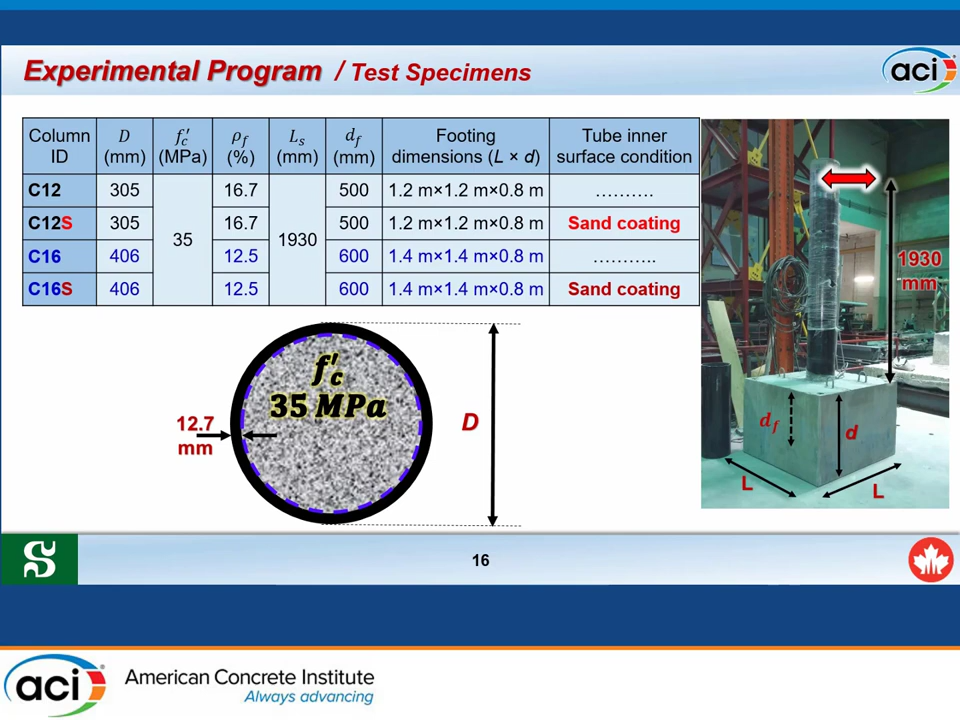 Experimental Program / Test Specimens
aci
Column ID D (mm) f′c (MPa) ρf (%) Ls (mm) df (mm) Footing dimensions (L × d) Tube inner surface condition
C12 305 35 16.7 1930 500 1.2 m×1.2 m×0.8 m ……….
C12S 305 16.7 500 1.2 m×1.2 m×0.8 m Sand coating
C16 406 12.5 600 1.4 m×1.4 m×0.8 m ………..
C16S 406 12.5 600 1.4 m×1.4 m×0.8 m Sand coating
1930
mm
f′c
35 MPa
12.7
mm
D
df
d
L
L
16
aci
American Concrete Institute
Always advancing